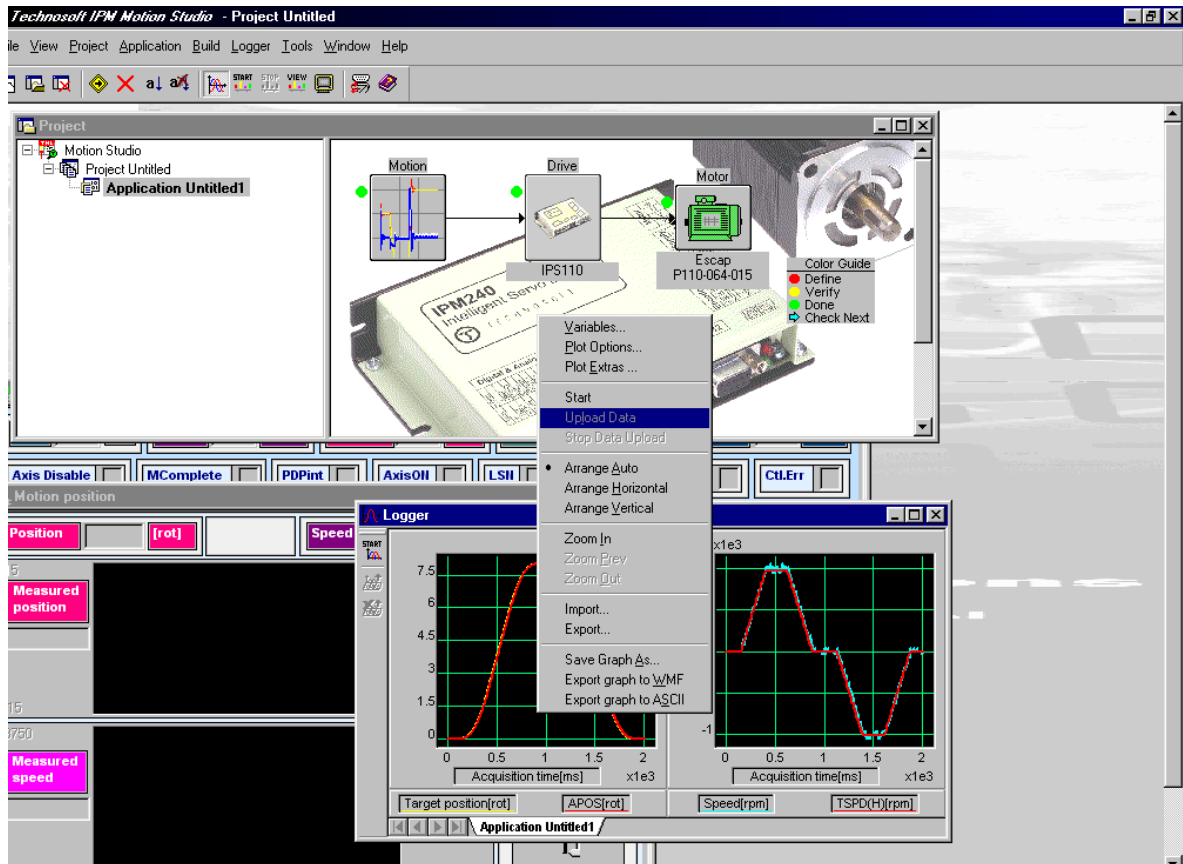 Technosoft IPM Motion Studio - Project Untitled
ile View Project Application Build Logger Tools Window Help
START STOP VIEW
Project
Motion Studio
Project Untitled
Application Untitled1
Motion
Drive
Motor
IPS110
Escap
P110-064-015
Color Guide
Define
Verify
Done
Check Next
IPM240
Intelligent Servo
Digital & Analog
Variables...
Plot Options...
Plot Extras ...
Start
Upload Data
Stop Data Upload
Arrange Auto
Arrange Horizontal
Arrange Vertical
Zoom In
Zoom Prev
Zoom Out
Import...
Export...
Save Graph As...
Export graph to WMF
Export graph to ASCII
Axis Disable MComplete PDPint AxisON LSN Ctl.Err
Motion position
Position [rot] Speed
5
Measured
position
15
3750
Measured
speed
Logger
START
7.5
6
4.5
3
1.5
0
0 0.5 1 1.5 2
Acquisition time[ms] x1e3
Target position[rot] APOS[rot]
x1e3
-1
0 0.5 1 1.5 2
Acquisition time[ms] x1e3
Speed[rpm] TSPD(H)[rpm]
Application Untitled1